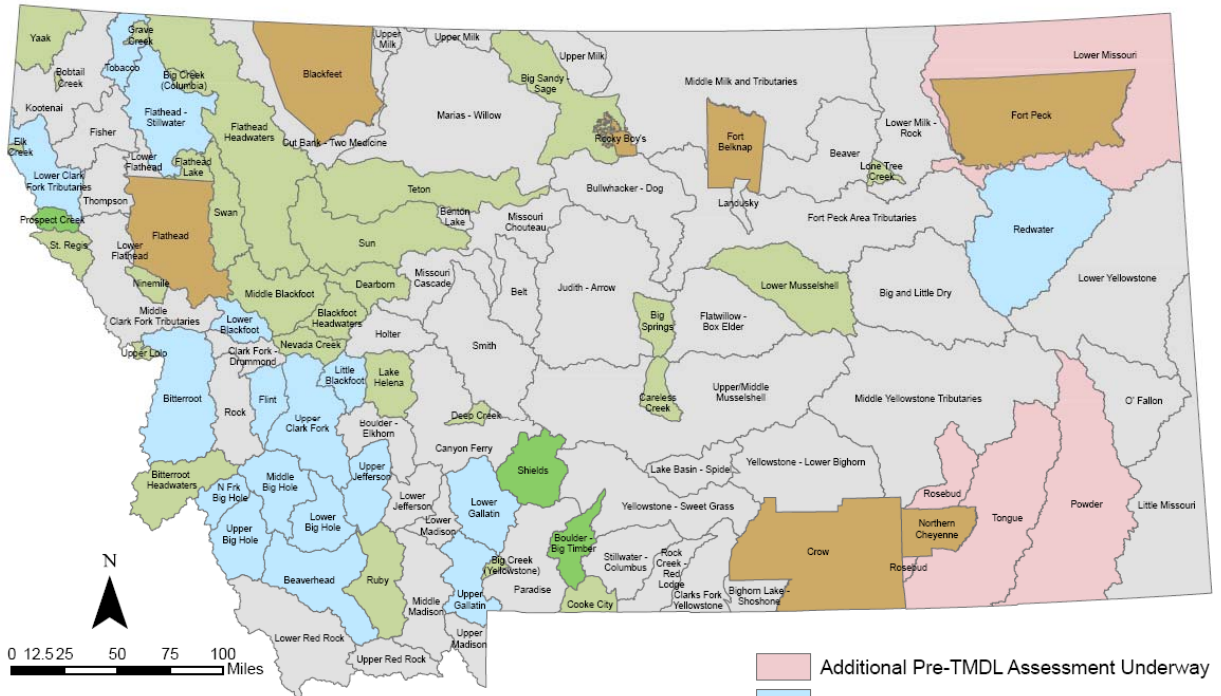 Yaak
Grave
Creek
Tobacco
Bobtail
Creek
Big Creek
(Columbia)
Kootenai
Fisher
Flathead -
Stillwater
Flathead
Headwaters
Blackfeet
Upper
Milk
Upper Milk
Upper Milk
Big Sandy -
Sage
Middle Milk and Tributaries
Lower Missouri
Marias - Willow
Cut Bank - Two Medicine
Rocky Boy's
Fort
Belknap
Beaver
Lower Milk -
Rock
Fort Peck
Lone Tree
Creek
Elk
Creek
Lower Clark
Fork Tributaries
Lower
Flathead
Flathead
Lake
Thompson
Prospect Creek
St. Regis
Lower
Flathead
Flathead
Swan
Teton
Benton
Lake
Sun
Bullwhacker - Dog
Missouri
Chouteau
Landusky
Fort Peck Area Tributaries
Redwater
Ninemile
Middle
Clark Fork Tributaries
Middle Blackfoot
Dearborn
Missouri
Cascade
Belt
Judith - Arrow
Lower Musselshell
Big and Little Dry
Lower Yellowstone
Lower
Blackfoot
Blackfoot
Headwaters
Nevada Creek
Holter
Smith
Big
Springs
Flatwillow -
Box Elder
Upper Lolo
Clark Fork -
Drummond
Little
Blackfoot
Lake
Helena
Bitterroot
Rock
Flint
Upper
Clark Fork
Boulder -
Elkhorn
Deep Creek
Careless
Creek
Upper/Middle
Musselshell
Middle Yellowstone Tributaries
O' Fallon
Canyon Ferry
Bitterroot
Headwaters
N Frk
Big Hole
Middle
Big Hole
Upper
Jefferson
Lower
Jefferson
Lower
Gallatin
Shields
Lake Basin - Spide
Yellowstone - Lower Bighorn
Rosebud
Tongue
Powder
Little Missouri
Upper
Big Hole
Lower
Big Hole
Lower
Madison
Yellowstone - Sweet Grass
Northern
Cheyenne
Crow
Boulder -
Big Timber
Stillwater -
Columbus
Rock
Creek -
Red
Lodge
Clarks Fork
Yellowstone
Bighorn Lake -
Shoshone
Rosebud
Beaverhead
Ruby
Big Creek
(Yellowstone)
Paradise
Cooke City
Upper
Gallatin
Middle
Madison
Upper
Madison
Lower Red Rock
Upper Red Rock
N
0 12.5 25 50 75 100
Miles
Additional Pre-TMDL Assessment Underway